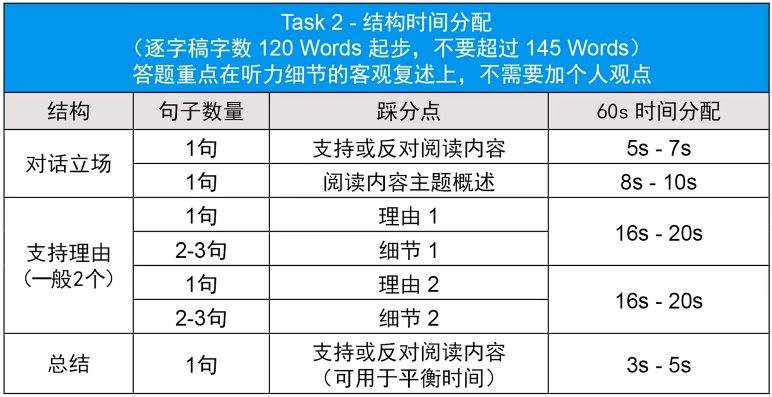 Task 2 - 结构时间分配
（逐字稿字数 120 Words 起步，不要超过 145 Words）
答题重点在听力细节的客观复述上，不需要加个人观点
结构 句子数量 踩分点 60s 时间分配
对话立场 1句 支持或反对阅读内容 5s - 7s
1句 阅读内容主题概述 8s - 10s
支持理由
（一般2个）
1句 理由 1 16s - 20s
2-3句 细节 1
1句 理由 2 16s - 20s
2-3句 细节 2
总结 1句 支持或反对阅读内容
（可用于平衡时间）
3s - 5s